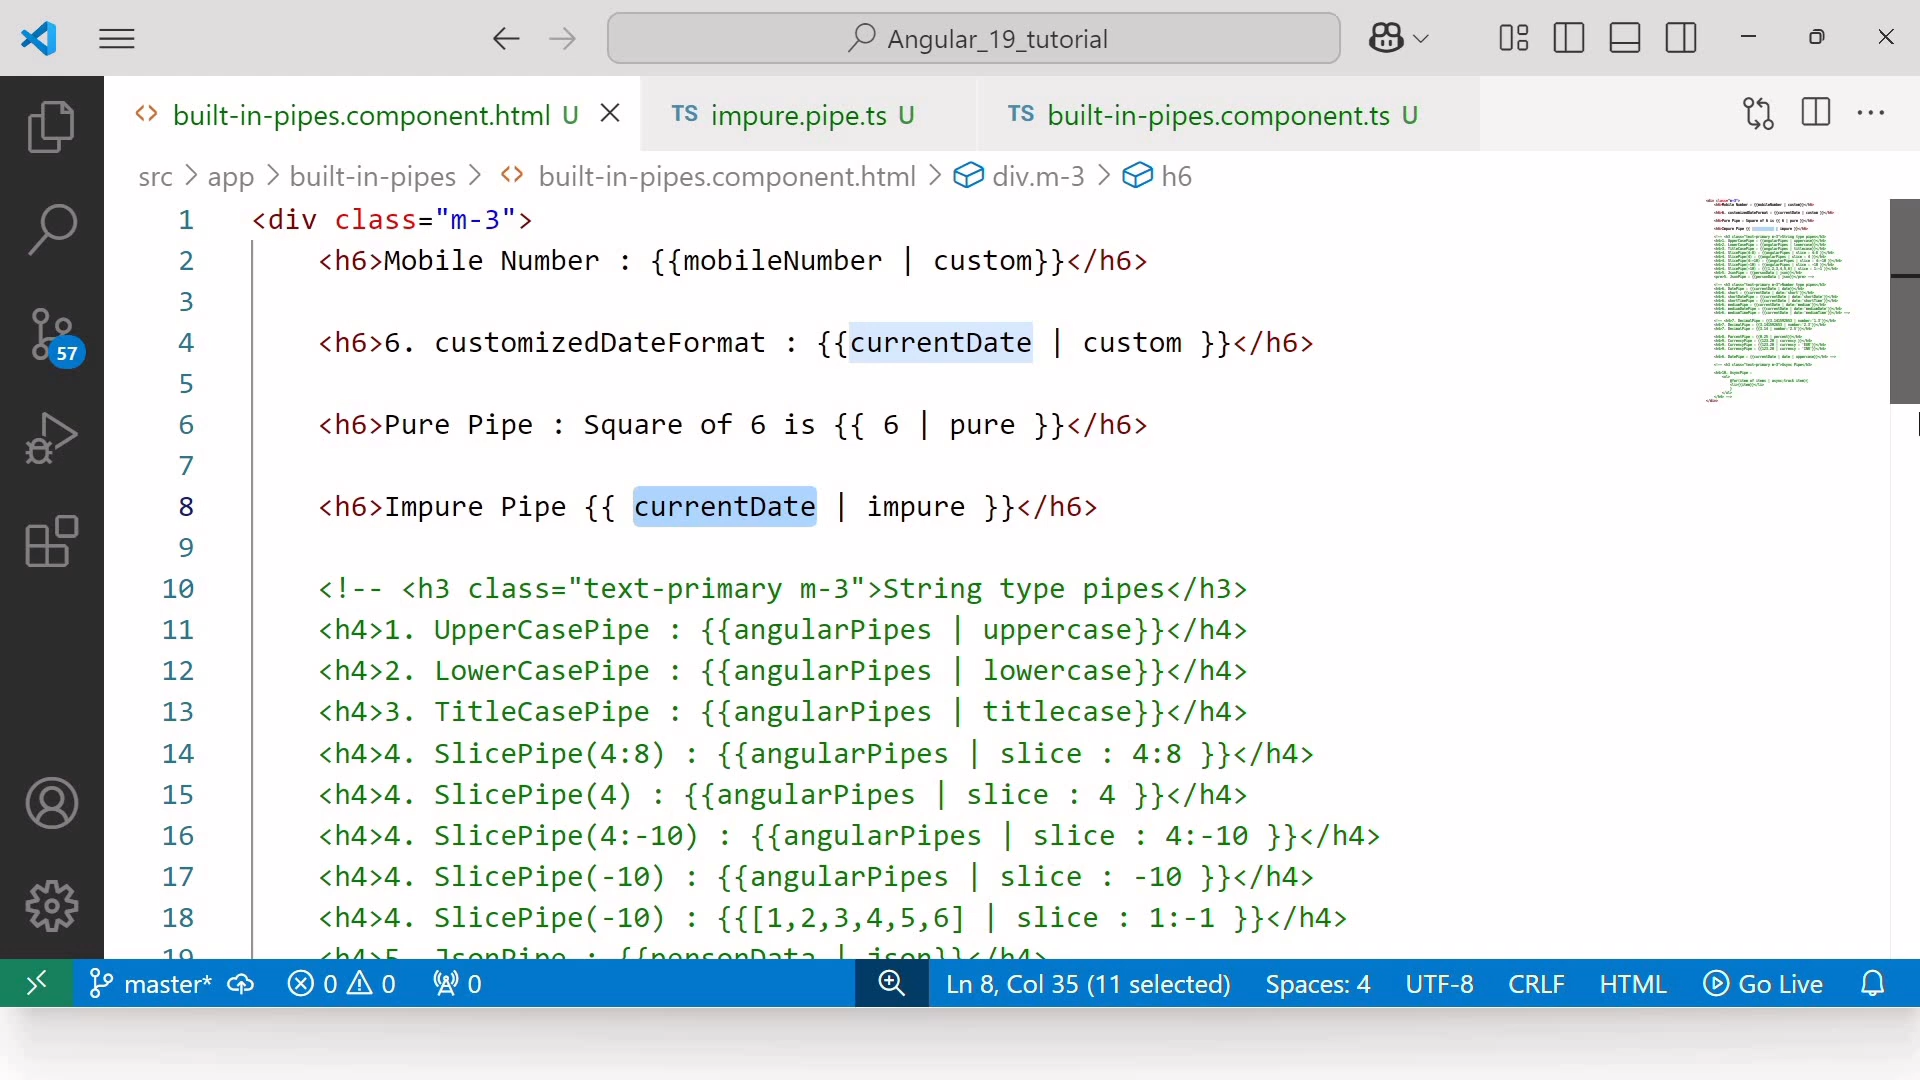 Angular_19_tutorial
built-in-pipes.component.html U
TS impure.pipe.ts U
TS built-in-pipes.component.ts U
src > app > built-in-pipes > built-in-pipes.component.html > div.m-3 > h6
1 <div class="m-3">
2 <h6>Mobile Number : {{mobileNumber | custom}}</h6>
3
4 <h6>6. customizedDateFormat : {{currentDate | custom }}</h6>
5
6 <h6>Pure Pipe : Square of 6 is {{ 6 | pure }}</h6>
7
8 <h6>Impure Pipe {{ currentDate | impure }}</h6>
9
10 <!-- <h3 class="text-primary m-3">String type pipes</h3>
11 <h4>1. UpperCasePipe : {{angularPipes | uppercase}}</h4>
12 <h4>2. LowerCasePipe : {{angularPipes | lowercase}}</h4>
13 <h4>3. TitleCasePipe : {{angularPipes | titlecase}}</h4>
14 <h4>4. SlicePipe(4:8) : {{angularPipes | slice : 4:8 }}</h4>
15 <h4>4. SlicePipe(4) : {{angularPipes | slice : 4 }}</h4>
16 <h4>4. SlicePipe(4:-10) : {{angularPipes | slice : 4:-10 }}</h4>
17 <h4>4. SlicePipe(-10) : {{angularPipes | slice : -10 }}</h4>
18 <h4>4. SlicePipe(-10) : {{[1,2,3,4,5,6] | slice : 1:-1 }}</h4>
19 <h4>5. JsonPipe : {{personData | json}}</h4>
57
master* 0 0 0 Ln 8, Col 35 (11 selected) Spaces: 4 UTF-8 CRLF HTML Go Live